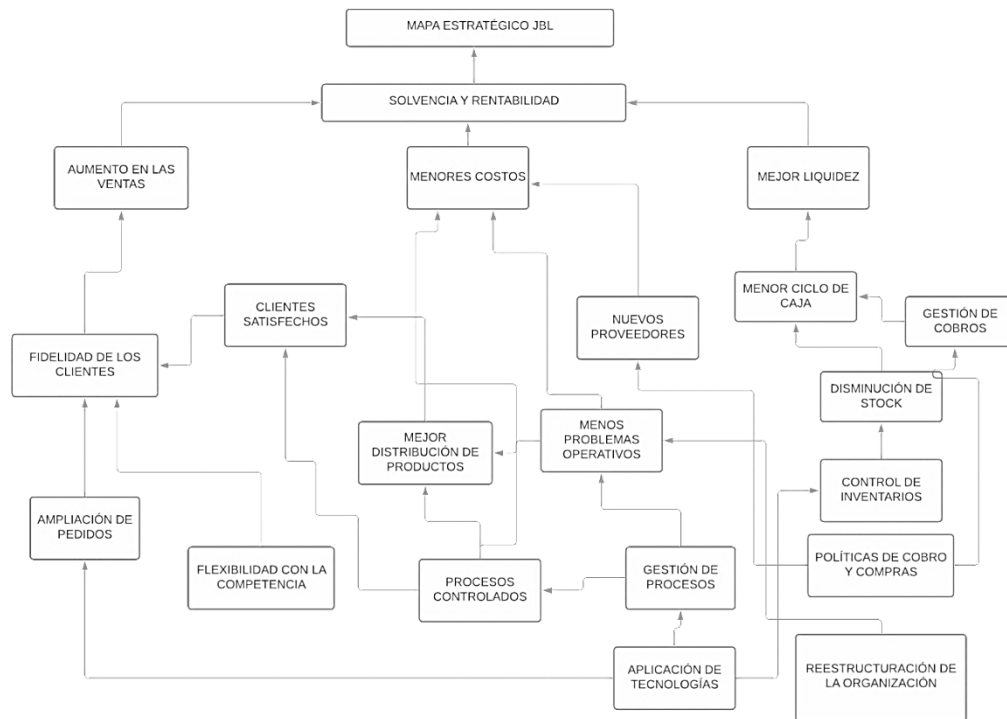 MAPA ESTRATÉGICO JBL
SOLVENCIA Y RENTABILIDAD
AUMENTO EN LAS
VENTAS
MENORES COSTOS
MEJOR LIQUIDEZ
CLIENTES
SATISFECHOS
NUEVOS
PROVEEDORES
MENOR CICLO DE
CAJA
GESTIÓN DE
COBROS
FIDELIDAD DE LOS
CLIENTES
DISMINUCIÓN DE
STOCK
MEJOR
DISTRIBUCIÓN DE
PRODUCTOS
MENOS
PROBLEMAS
OPERATIVOS
CONTROL DE
INVENTARIOS
AMPLIACIÓN DE
PEDIDOS
FLEXIBILIDAD CON LA
COMPETENCIA
PROCESOS
CONTROLADOS
GESTIÓN DE
PROCESOS
POLÍTICAS DE COBRO
Y COMPRAS
APLICACIÓN DE
TECNOLOGÍAS
REESTRUCTURACIÓN DE
LA ORGANIZACIÓN